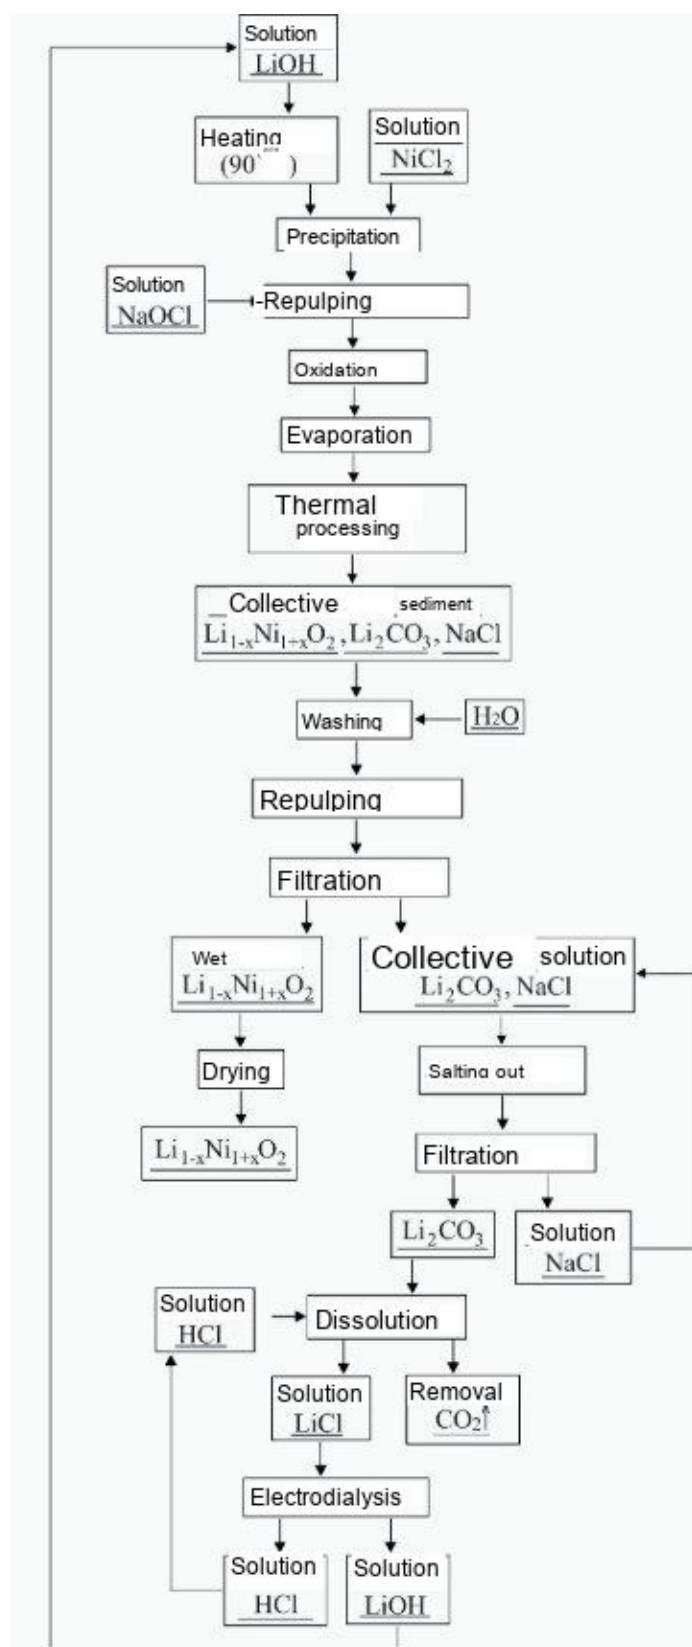 Solution
LiOH
Heating
(90 )
Solution
NiCl₂
Precipitation
Solution
NaOCl
-Repulping
Oxidation
Evaporation
Thermal
processing
Collective sediment
Li₁₋ₓNi₁₊ₓO₂, Li₂CO₃, NaCl
Washing
H₂O
Repulping
Filtration
Wet
Li₁₋ₓNi₁₊ₓO₂
Collective solution
Li₂CO₃, NaCl
Drying
Salting out
Li₁₋ₓNi₁₊ₓO₂
Filtration
Li₂CO₃
Solution
NaCl
Solution
HCl
Dissolution
Solution
LiCl
Removal
CO₂↑
Electrodialysis
Solution
HCl
Solution
LiOH